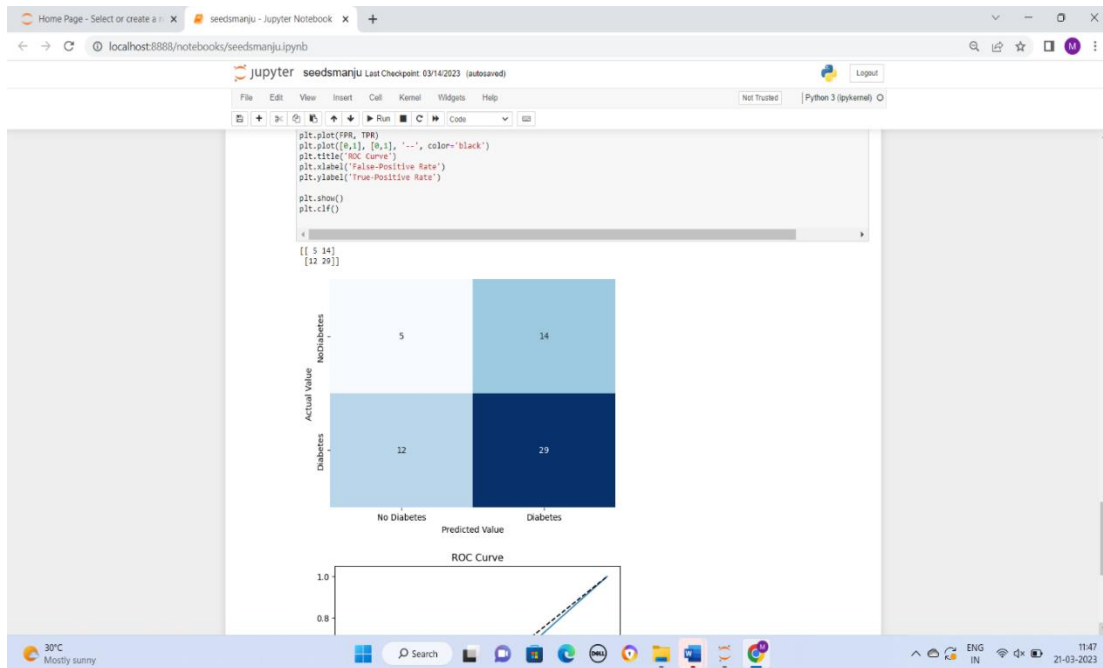 Home Page - Select or create a n
seedsmanju - Jupyter Notebook
localhost:8888/notebooks/seedsmanju.ipynb
M
jupyter seedsmanju Last Checkpoint: 03/14/2023 (autosaved)
Logout
File Edit View Insert Cell Kernel Widgets Help
Not Trusted
Python 3 (ipykernel)
Run
Code
plt.plot(FPR, TPR)
plt.plot([0,1], [0,1], '--', color='black')
plt.title('ROC Curve')
plt.xlabel('False-Positive Rate')
plt.ylabel('True-Positive Rate')
plt.show()
plt.clf()
[[ 5 14]
[12 29]]
Actual Value
NoDiabetes
5
14
Diabetes
12
29
No Diabetes
Diabetes
Predicted Value
ROC Curve
1.0
0.8
30°C
Mostly sunny
Search
DELL
ENG
IN
11:47
21-03-2023